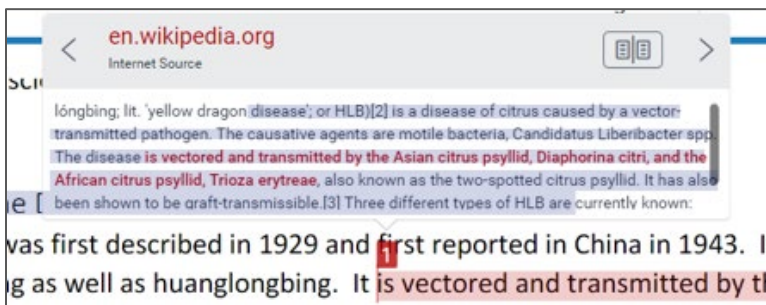 en.wikipedia.org
Internet Source
lóngbìng; lit. 'yellow dragon disease'; or HLB)[2] is a disease of citrus caused by a vector-
transmitted pathogen. The causative agents are motile bacteria, Candidatus Liberibacter spp.
The disease is vectored and transmitted by the Asian citrus psyllid, Diaphorina citri, and the
African citrus psyllid, Trioza erytreae, also known as the two-spotted citrus psyllid. It has also
been shown to be graft-transmissible.[3] Three different types of HLB are currently known:
was first described in 1929 and first reported in China in 1943. I
1
g as well as huanglongbing. It is vectored and transmitted by th